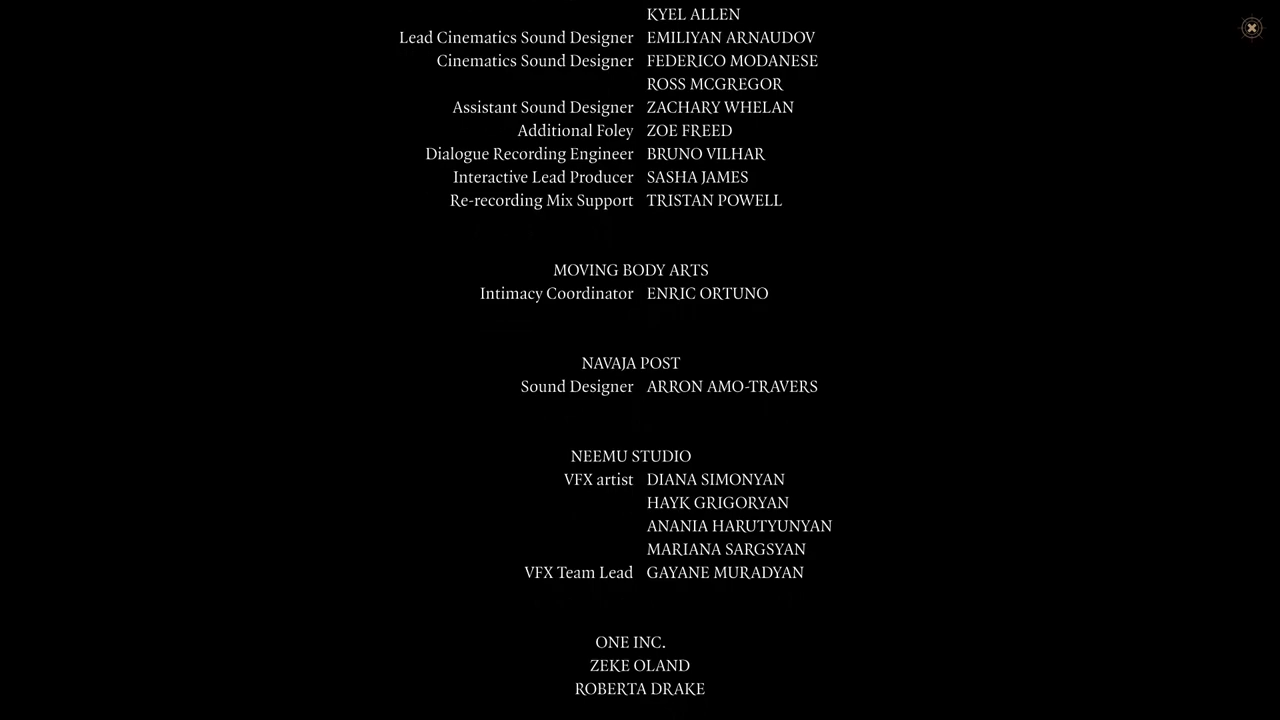 KYEL ALLEN
Lead Cinematics Sound Designer EMILIYAN ARNAUDOV
Cinematics Sound Designer FEDERICO MODANESE
ROSS MCGREGOR
Assistant Sound Designer ZACHARY WHELAN
Additional Foley ZOE FREED
Dialogue Recording Engineer BRUNO VILHAR
Interactive Lead Producer SASHA JAMES
Re-recording Mix Support TRISTAN POWELL
MOVING BODY ARTS
Intimacy Coordinator ENRIC ORTUNO
NAVAJA POST
Sound Designer ARRON AMO-TRAVERS
NEEMU STUDIO
VFX artist DIANA SIMONYAN
HAYK GRIGORYAN
ANANIA HARUTYUNYAN
MARIANA SARGSYAN
VFX Team Lead GAYANE MURADYAN
ONE INC.
ZEKE OLAND
ROBERTA DRAKE